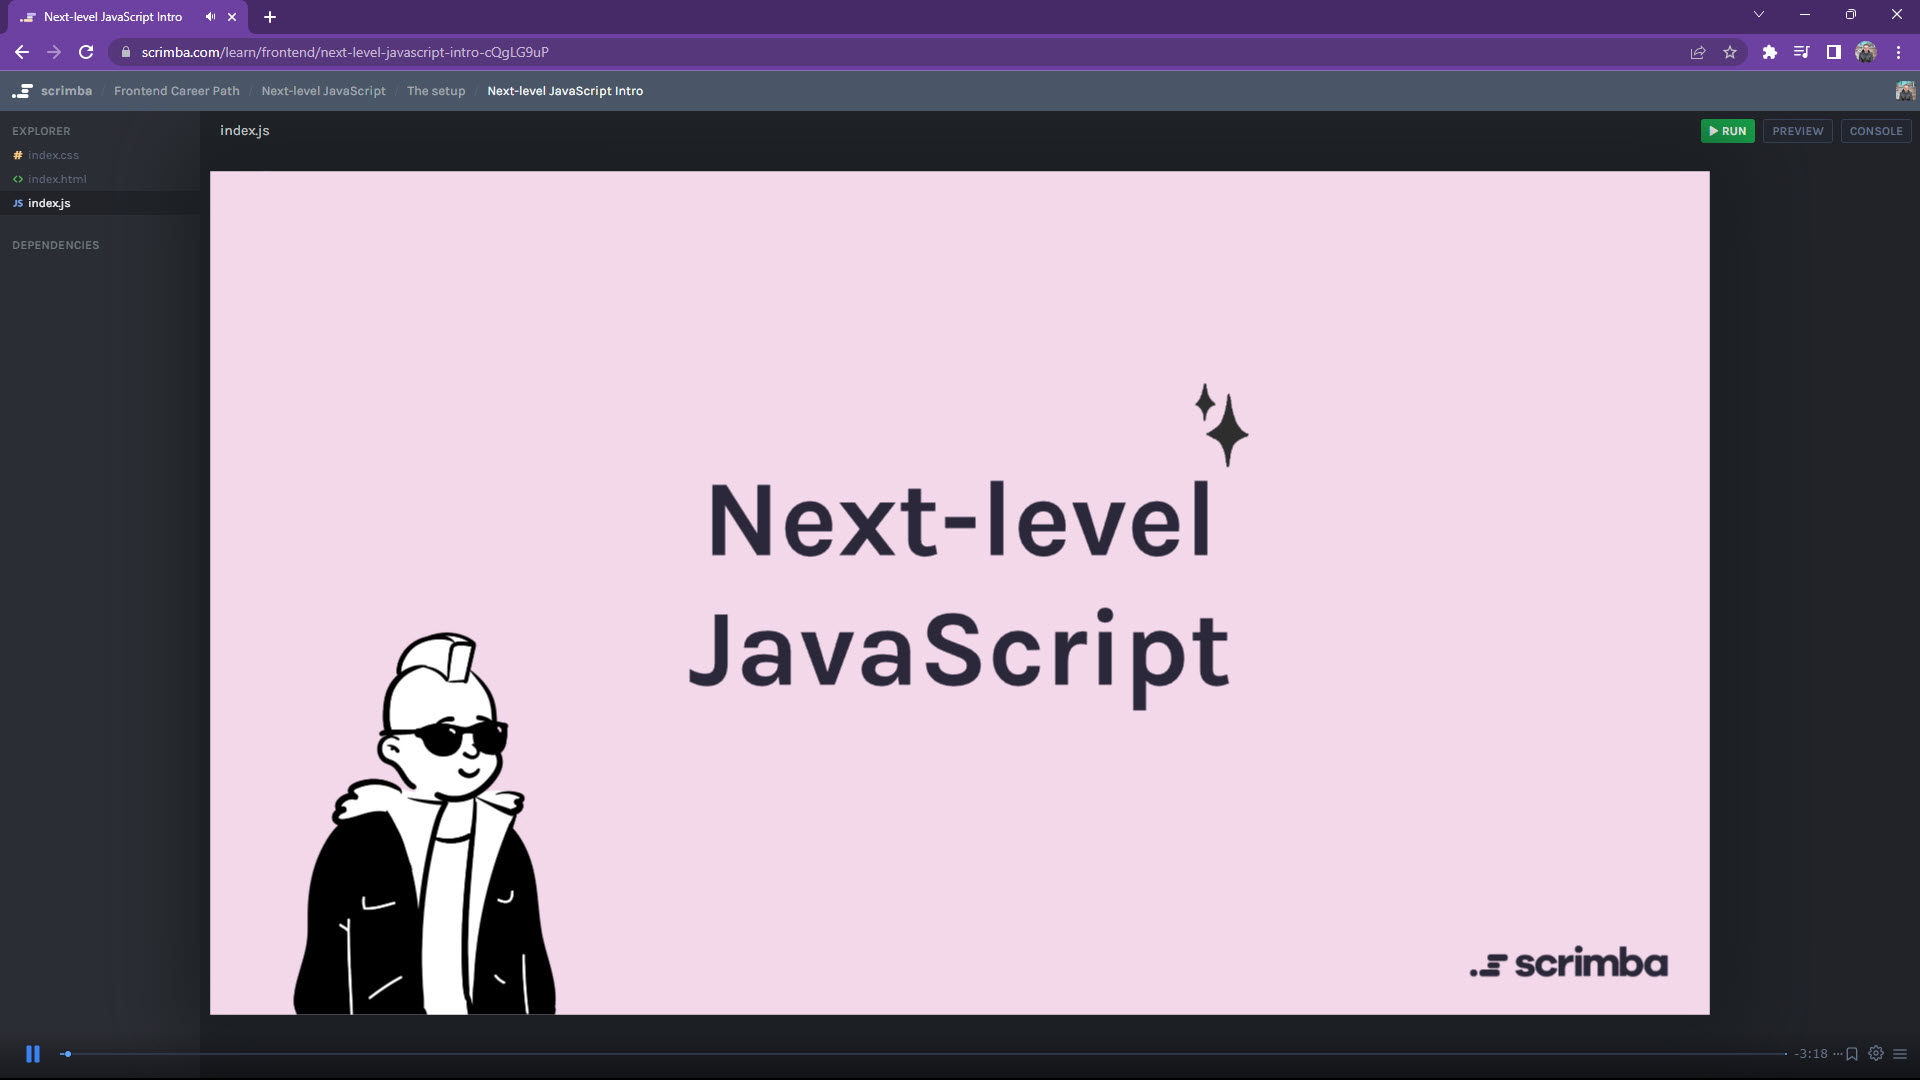 Next-level JavaScript Intro
scrimba.com/learn/frontend/next-level-javascript-intro-cQgLG9uP
scrimba / Frontend Career Path / Next-level JavaScript / The setup / Next-level JavaScript Intro
EXPLORER
# index.css
<> index.html
JS index.js
DEPENDENCIES
index.js
RUN
PREVIEW
CONSOLE
Next-level
JavaScript
scrimba
-3:18